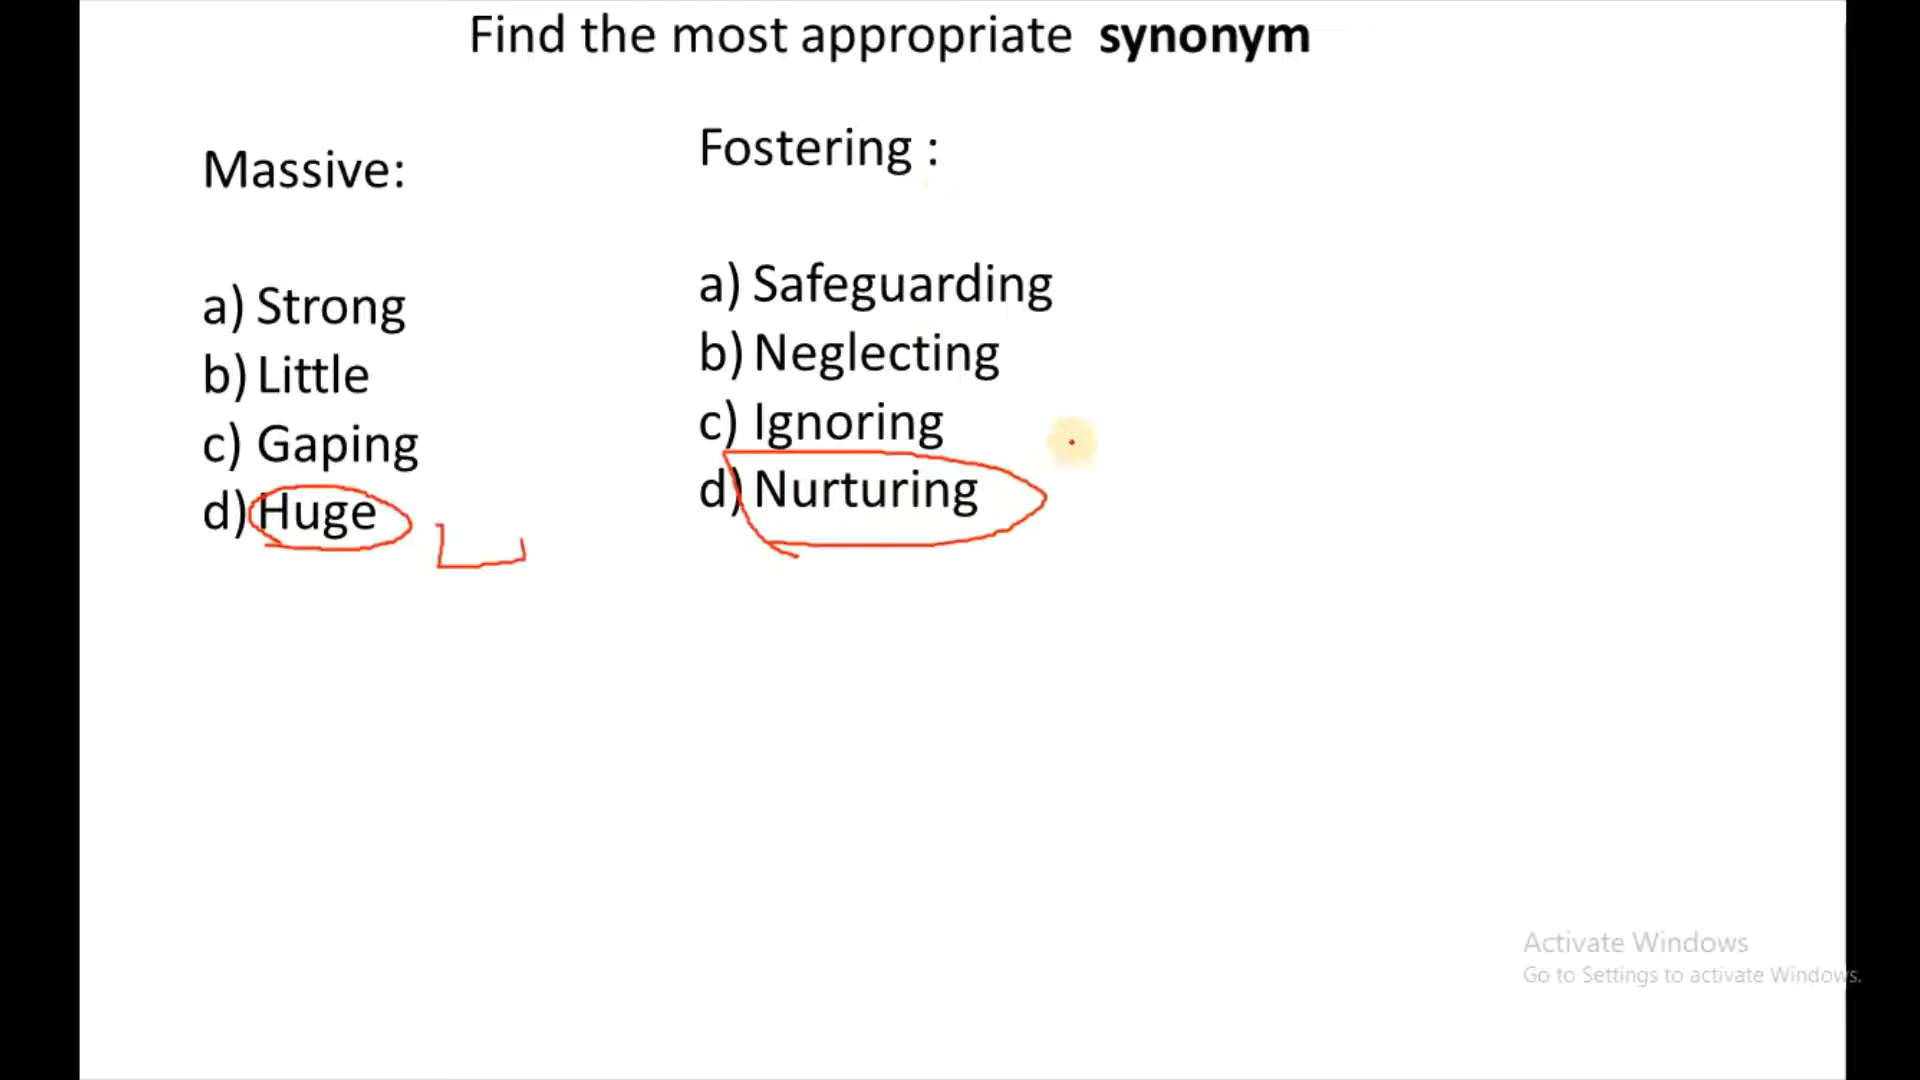 Find the most appropriate synonym
Massive:
a) Strong
b) Little
c) Gaping
d) Huge
Fostering :
a) Safeguarding
b) Neglecting
c) Ignoring
d) Nurturing
Activate Windows
Go to Settings to activate Windows.